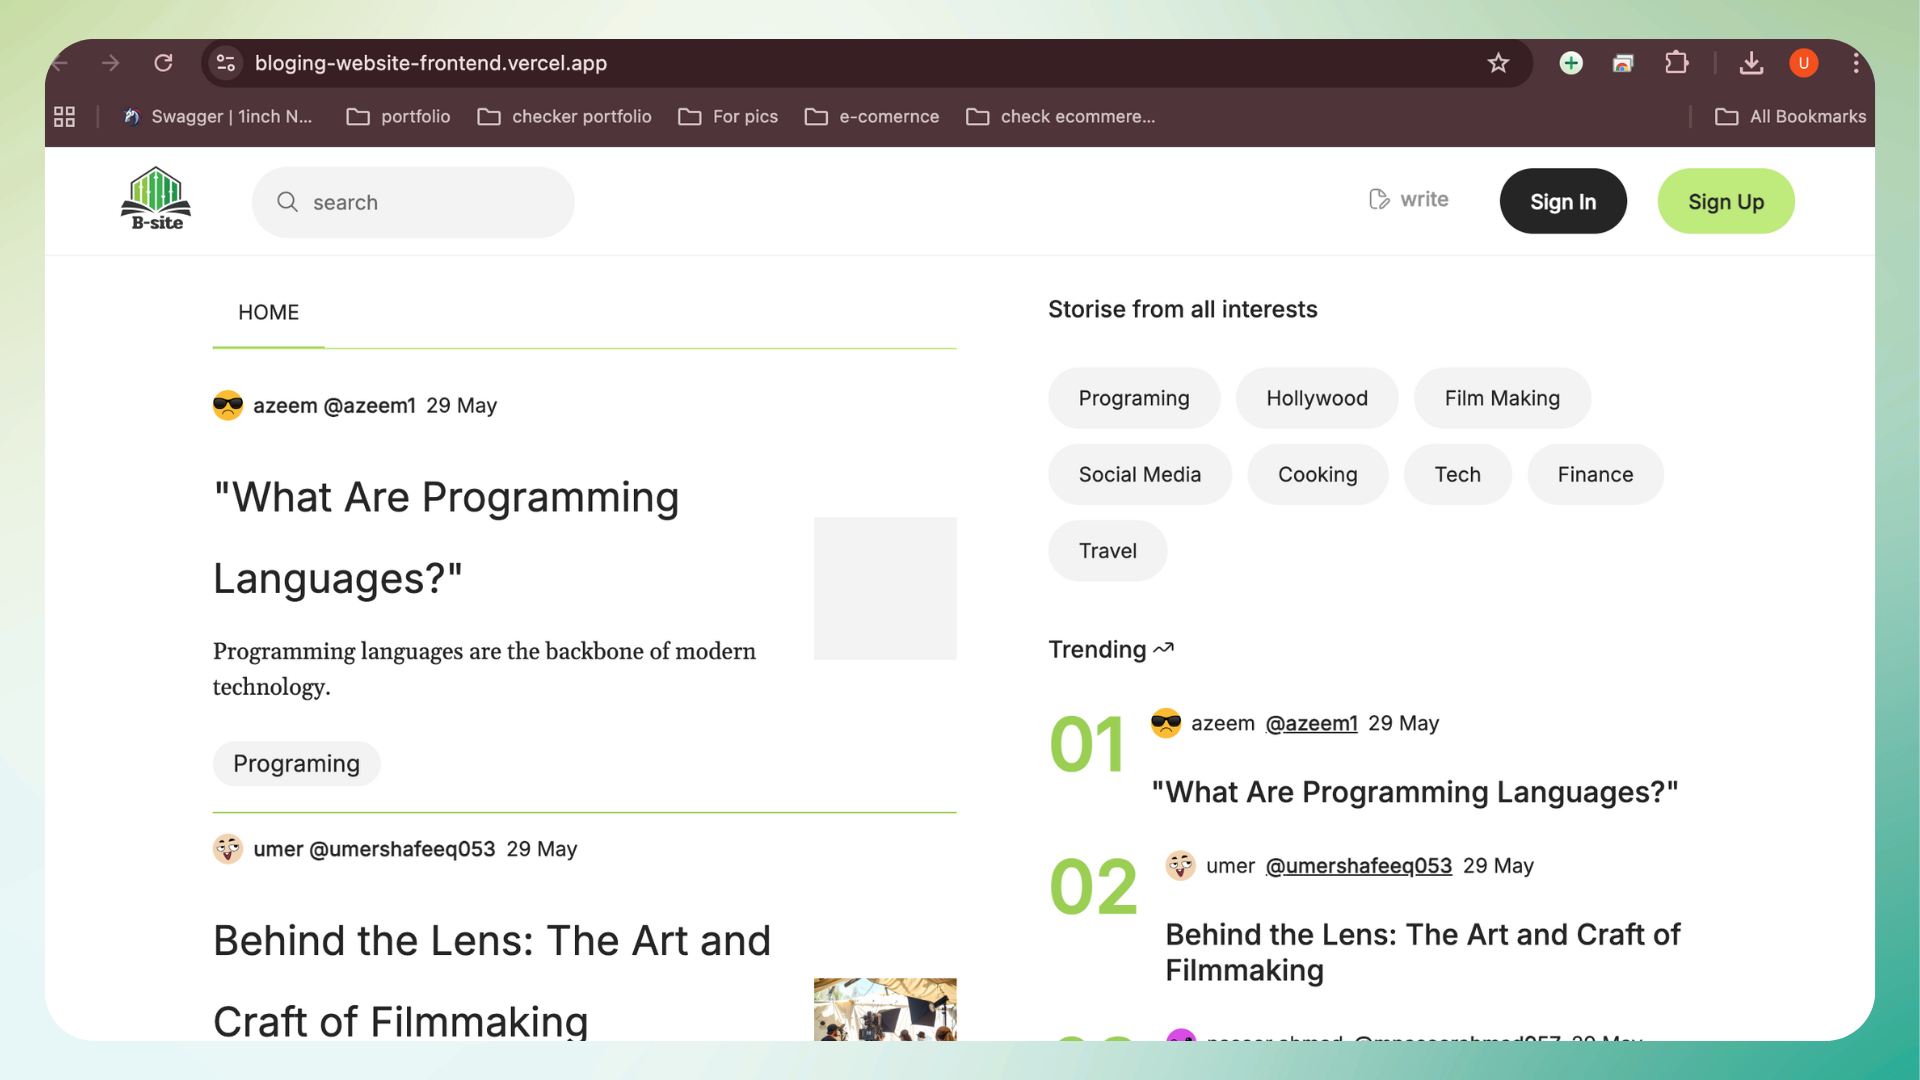 bloging-website-frontend.vercel.app
U
Swagger | 1inch N...
portfolio
checker portfolio
For pics
e-comernce
check ecommere...
All Bookmarks
B-site
search
write
Sign In
Sign Up
HOME
azeem @azeem1 29 May
"What Are Programming
Languages?"
Programming languages are the backbone of modern
technology.
Programing
umer @umershafeeq053 29 May
Behind the Lens: The Art and
Craft of Filmmaking
Storise from all interests
Programing
Hollywood
Film Making
Social Media
Cooking
Tech
Finance
Travel
Trending
01
azeem @azeem1 29 May
"What Are Programming Languages?"
02
umer @umershafeeq053 29 May
Behind the Lens: The Art and Craft of
Filmmaking
29 May